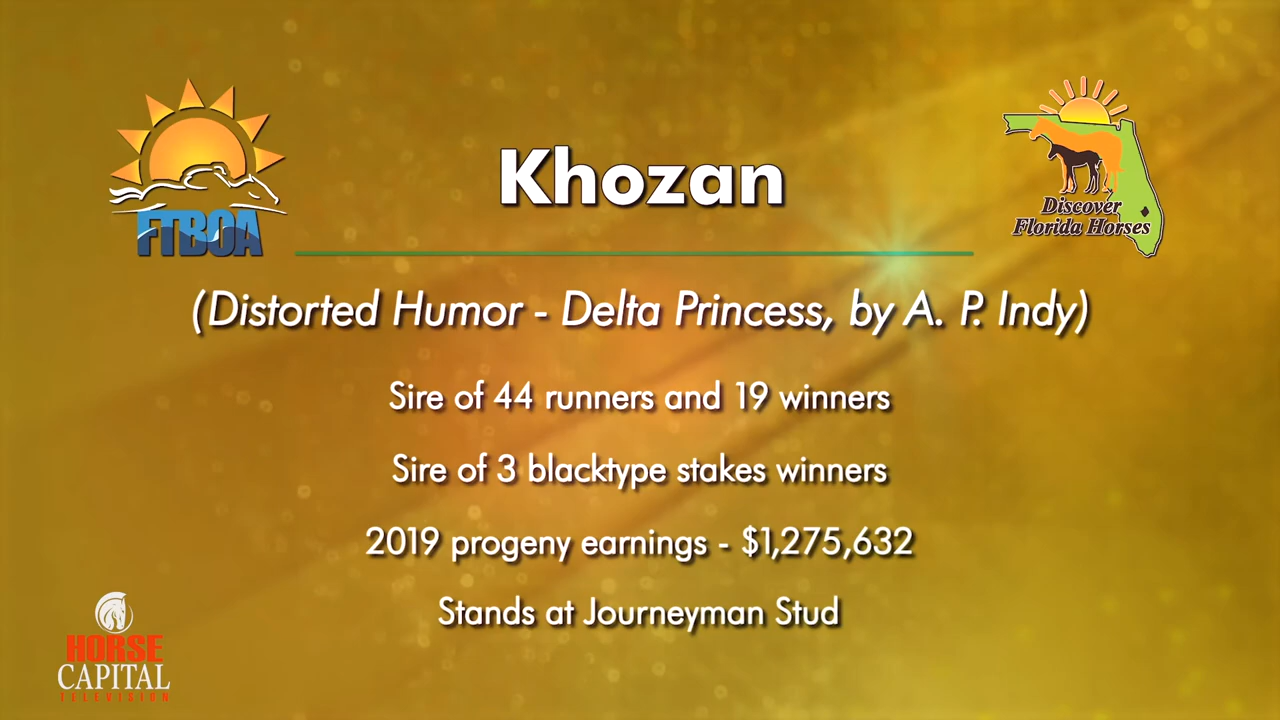 FTBOA
Khozan
Discover
Florida Horses
(Distorted Humor - Delta Princess, by A. P. Indy)
Sire of 44 runners and 19 winners
Sire of 3 blacktype stakes winners
2019 progeny earnings - $1,275,632
Stands at Journeyman Stud
HORSE
CAPITAL
TELEVISION